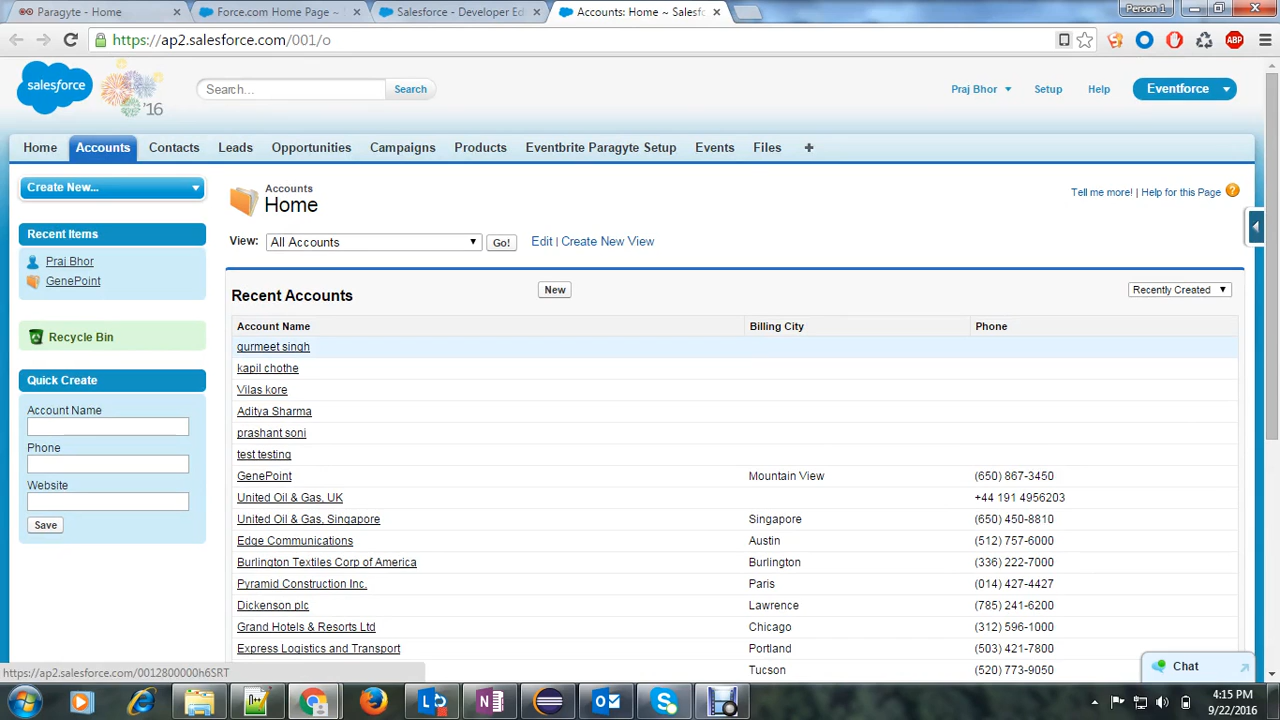 Paragyte - Home
Force.com Home Page ~
Salesforce - Developer Ed
Accounts: Home ~ Salesf
Person 1
https://ap2.salesforce.com/001/o
ABP
salesforce
'16
Search...
Search
Praj Bhor
Setup
Help
Eventforce
Home
Accounts
Contacts
Leads
Opportunities
Campaigns
Products
Eventbrite Paragyte Setup
Events
Files
+
Create New...
Accounts
Home
Tell me more! | Help for this Page ?
Recent Items
Praj Bhor
GenePoint
View:
All Accounts
Go!
Edit | Create New View
Recycle Bin
Quick Create
Account Name
Phone
Website
Save
Recent Accounts
New
Recently Created
Account Name Billing City Phone
gurmeet singh
kapil chothe
Vilas kore
Aditya Sharma
prashant soni
test testing
GenePoint Mountain View (650) 867-3450
United Oil & Gas, UK +44 191 4956203
United Oil & Gas, Singapore Singapore (650) 450-8810
Edge Communications Austin (512) 757-6000
Burlington Textiles Corp of America Burlington (336) 222-7000
Pyramid Construction Inc. Paris (014) 427-4427
Dickenson plc Lawrence (785) 241-6200
Grand Hotels & Resorts Ltd Chicago (312) 596-1000
Express Logistics and Transport Portland (503) 421-7800
Tucson (520) 773-9050
https://ap2.salesforce.com/0012800000h6SRT
Chat
4:15 PM
9/22/2016